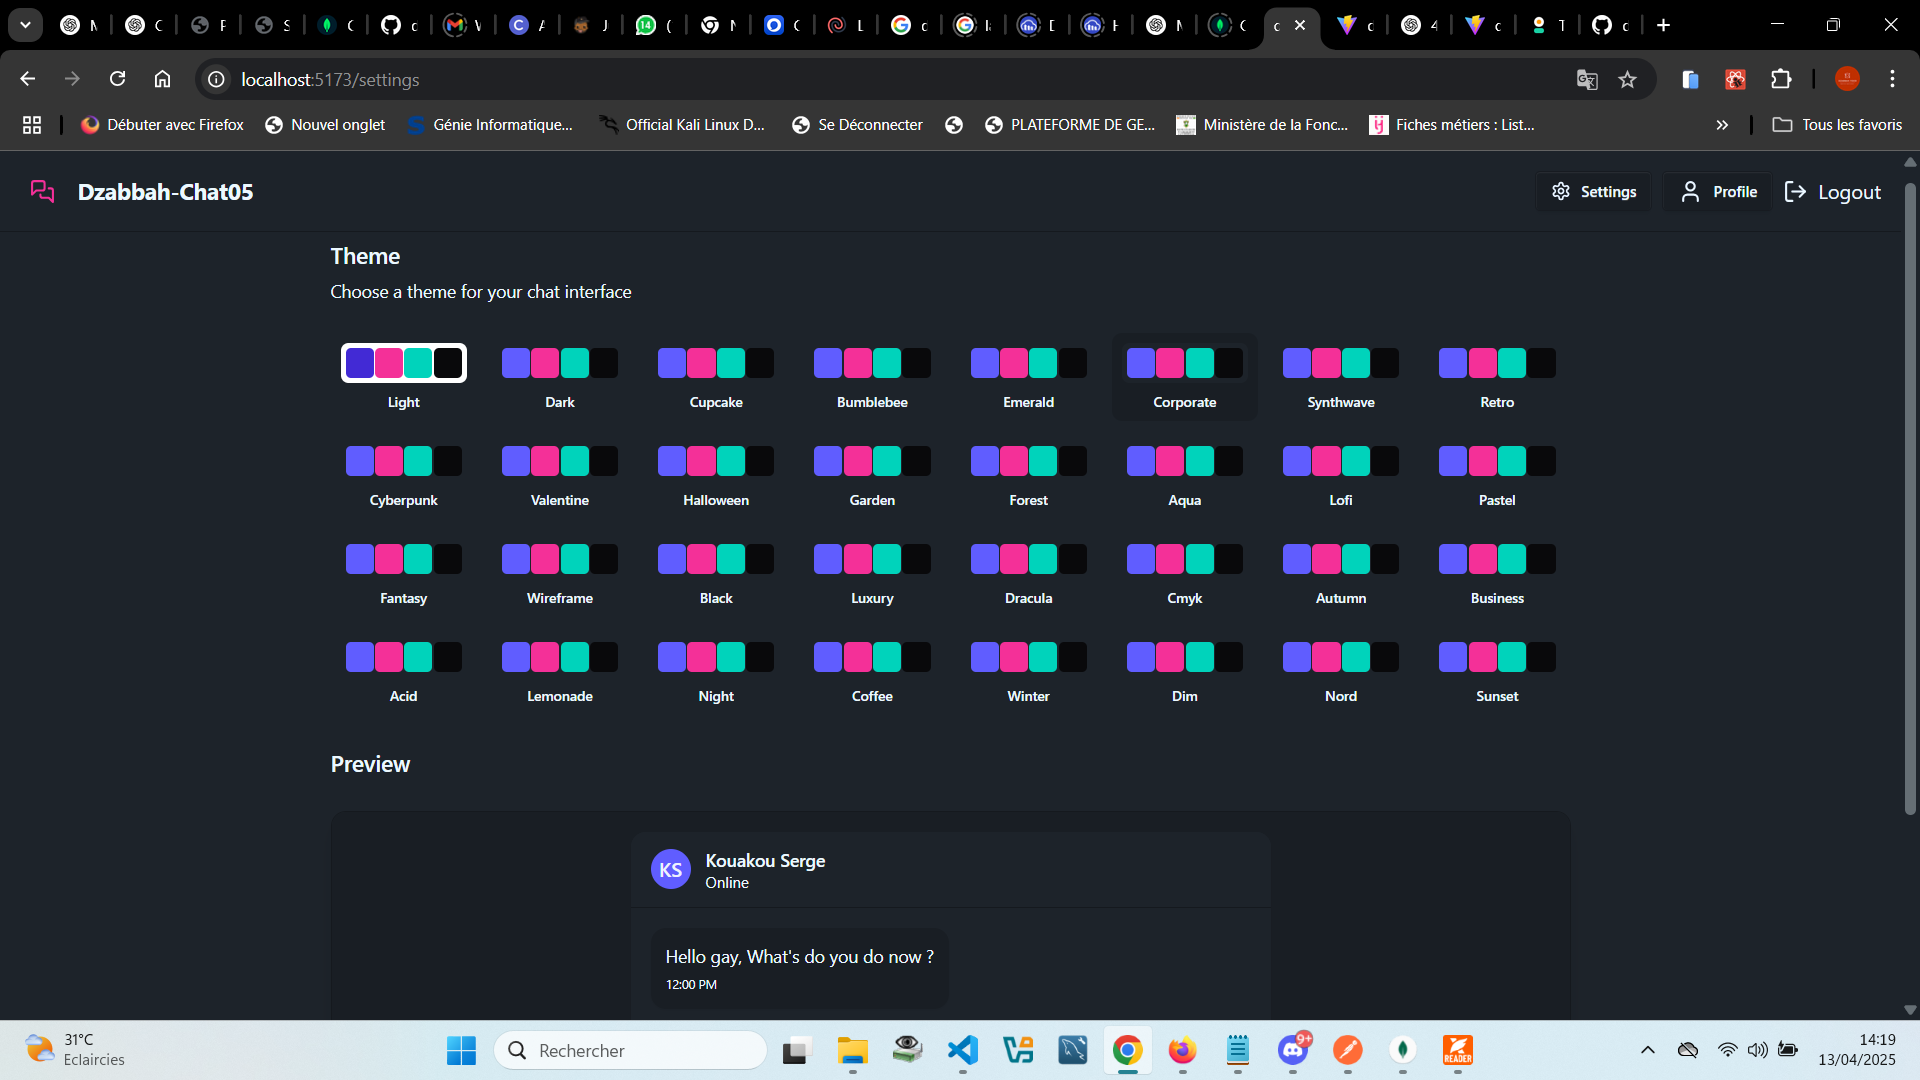 localhost:5173/settings
Débuter avec Firefox
Nouvel onglet
Génie Informatique...
Official Kali Linux D...
Se Déconnecter
PLATEFORME DE GE...
Ministère de la Fonc...
Fiches métiers : List...
Tous les favoris
Dzabbah-Chat05
Settings
Profile
Logout
Theme
Choose a theme for your chat interface
Light
Dark
Cupcake
Bumblebee
Emerald
Corporate
Synthwave
Retro
Cyberpunk
Valentine
Halloween
Garden
Forest
Aqua
Lofi
Pastel
Fantasy
Wireframe
Black
Luxury
Dracula
Cmyk
Autumn
Business
Acid
Lemonade
Night
Coffee
Winter
Dim
Nord
Sunset
Preview
KS
Kouakou Serge
Online
Hello gay, What's do you do now ?
12:00 PM
31°C
Eclaircies
Rechercher
9+
READER
14:19
13/04/2025